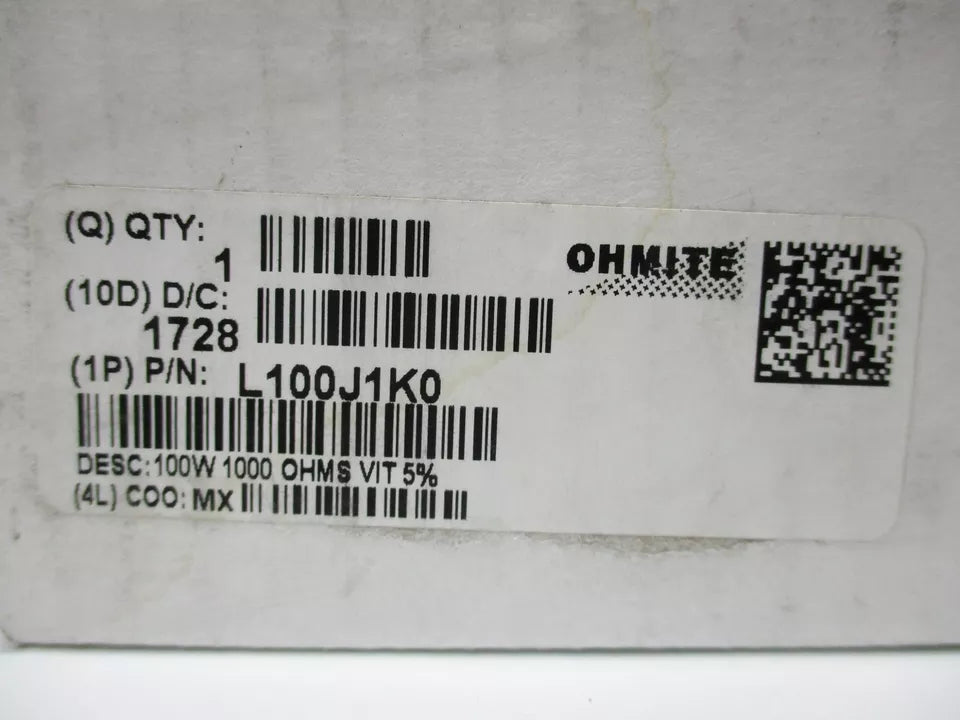 (Q) QTY:
1
OHMITE
(10D) D/C:
1728
(1P) P/N: L100J1K0
DESC:100W 1000 OHMS VIT 5%
(4L) COO: MX